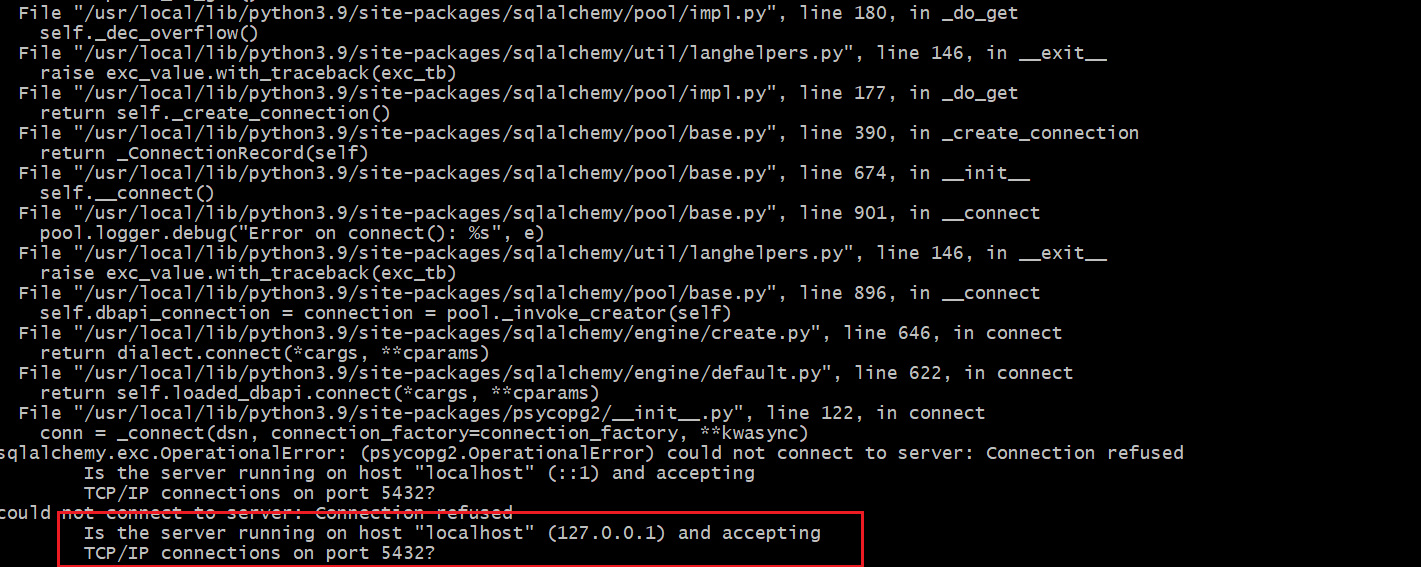 File "/usr/local/lib/python3.9/site-packages/sqlalchemy/pool/impl.py", line 180, in _do_get
self._dec_overflow()
File "/usr/local/lib/python3.9/site-packages/sqlalchemy/util/langhelpers.py", line 146, in __exit__
raise exc_value.with_traceback(exc_tb)
File "/usr/local/lib/python3.9/site-packages/sqlalchemy/pool/impl.py", line 177, in _do_get
return self._create_connection()
File "/usr/local/lib/python3.9/site-packages/sqlalchemy/pool/base.py", line 390, in _create_connection
return _ConnectionRecord(self)
File "/usr/local/lib/python3.9/site-packages/sqlalchemy/pool/base.py", line 674, in __init__
self.__connect()
File "/usr/local/lib/python3.9/site-packages/sqlalchemy/pool/base.py", line 901, in __connect
pool.logger.debug("Error on connect(): %s", e)
File "/usr/local/lib/python3.9/site-packages/sqlalchemy/util/langhelpers.py", line 146, in __exit__
raise exc_value.with_traceback(exc_tb)
File "/usr/local/lib/python3.9/site-packages/sqlalchemy/pool/base.py", line 896, in __connect
self.dbapi_connection = connection = pool._invoke_creator(self)
File "/usr/local/lib/python3.9/site-packages/sqlalchemy/engine/create.py", line 646, in connect
return dialect.connect(*cargs, **cparams)
File "/usr/local/lib/python3.9/site-packages/sqlalchemy/engine/default.py", line 622, in connect
return self.loaded_dbapi.connect(*cargs, **cparams)
File "/usr/local/lib/python3.9/site-packages/psycopg2/__init__.py", line 122, in connect
conn = _connect(dsn, connection_factory=connection_factory, **kwasync)
sqlalchemy.exc.OperationalError: (psycopg2.OperationalError) could not connect to server: Connection refused
Is the server running on host "localhost" (::1) and accepting
TCP/IP connections on port 5432?
could not connect to server: Connection refused
Is the server running on host "localhost" (127.0.0.1) and accepting
TCP/IP connections on port 5432?